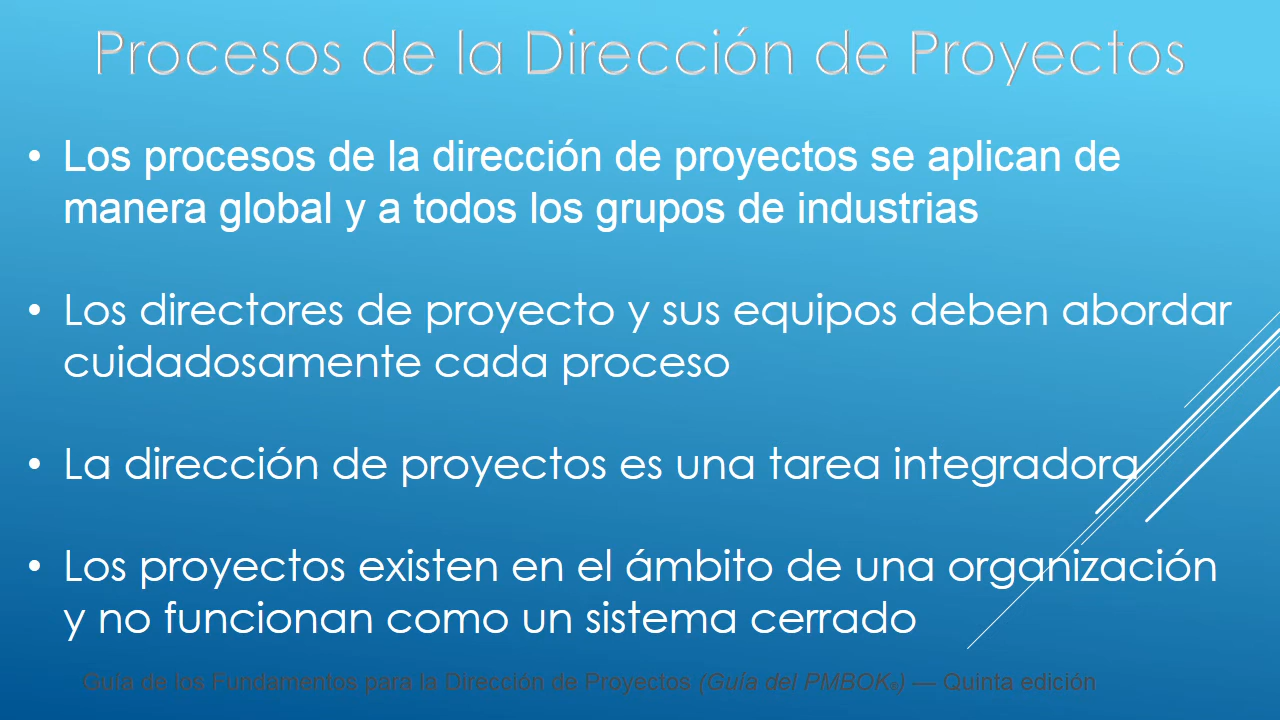 Procesos de la Dirección de Proyectos
• Los procesos de la dirección de proyectos se aplican de
manera global y a todos los grupos de industrias
• Los directores de proyecto y sus equipos deben abordar
cuidadosamente cada proceso
• La dirección de proyectos es una tarea integradora
• Los proyectos existen en el ámbito de una organización
y no funcionan como un sistema cerrado
Guía de los Fundamentos para la Dirección de Proyectos (Guía del PMBOK®) — Quinta edición